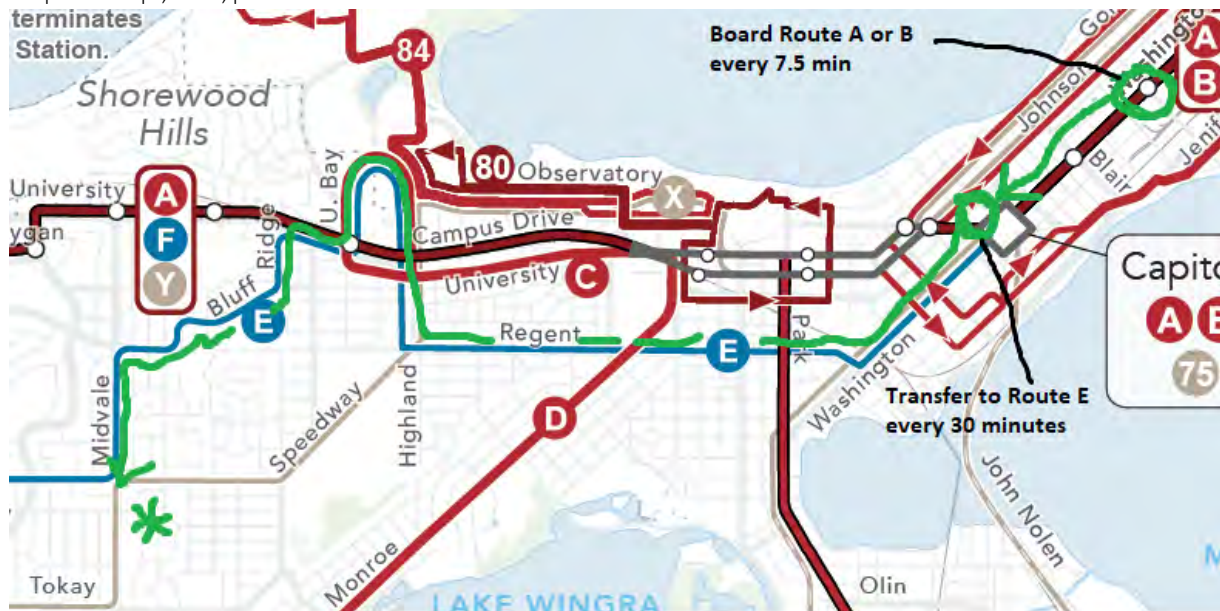 terminates
Station.
84
Board Route A or B
every 7.5 min
Johnson
Washington
A
B
Shorewood
Hills
80
Observatory
X
U. Bay
University
A
F
Y
Ridge
Campus Drive
Blair
Jenif
ygan
University
C
Bluff
E
Regent
E
Park
Capito
A
75
Midvale
Speedway
Highland
D
Washington
Transfer to Route E
every 30 minutes
John Nolen
Tokay
Monroe
Olin
LAKE WINGRA